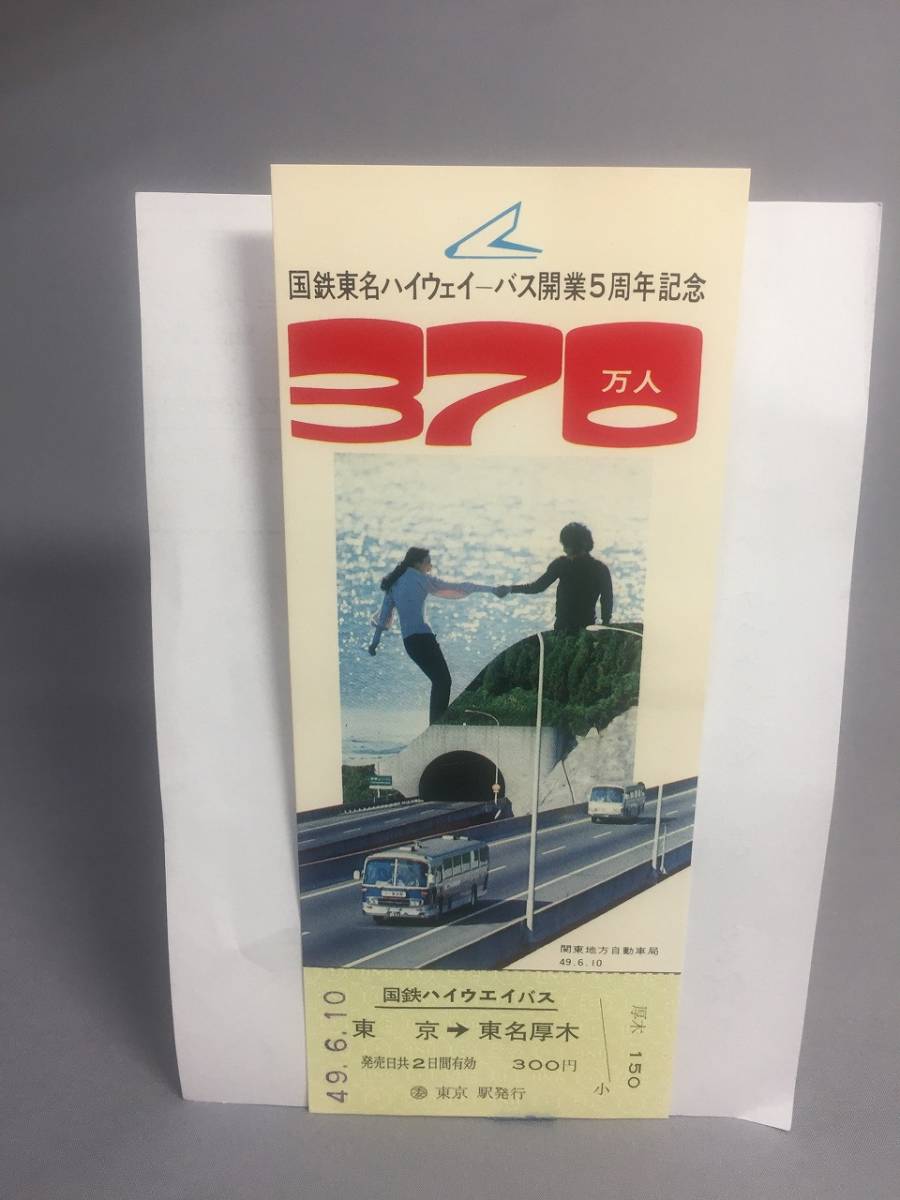 国鉄東名ハイウェイーバス開業5周年記念
370
万人
関東地方自動車局
49.6.10
49.6.10
国鉄ハイウエイバス
東 京→東名厚木
発売日共2日間有効 300円
㊂東京 駅発行
小
厚木 150